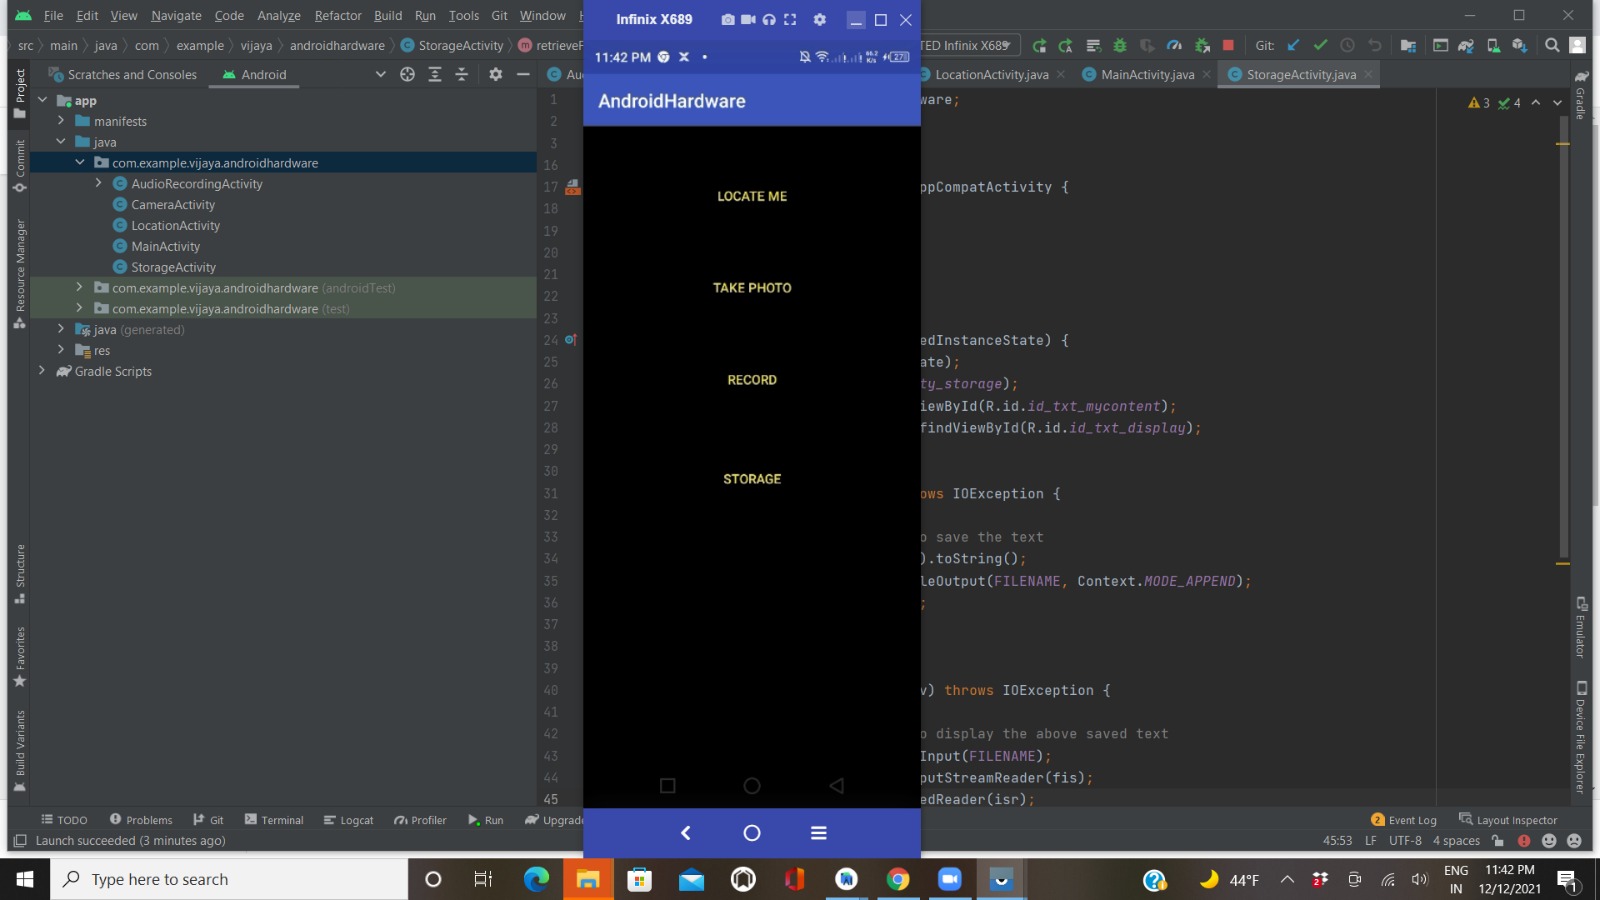 File Edit View Navigate Code Analyze Refactor Build Run Tools Git Window
Infinix X689
src main java com example vijaya androidhardware StorageActivity
Infinix X689
Git:
11:42 PM 66.2 K/s 27
Scratches and Consoles Android
LocationActivity.java MainActivity.java StorageActivity.java
AndroidHardware
Project
Commit
Resource Manager
Structure
Favorites
Build Variants
app
manifests
java
com.example.vijaya.androidhardware
AudioRecordingActivity
CameraActivity
LocationActivity
MainActivity
StorageActivity
com.example.vijaya.androidhardware (androidTest)
com.example.vijaya.androidhardware (test)
java (generated)
res
Gradle Scripts
LOCATE ME
TAKE PHOTO
RECORD
STORAGE
1 ware;
2
3
16
17 ppCompatActivity {
18
19
20
21
22
23
24 edInstanceState) {
25 ate);
26 ty_storage);
27 iewById(R.id.id_txt_mycontent);
28 findViewById(R.id.id_txt_display);
29
30
31 ows IOException {
32
33 o save the text
34 ).toString();
35 leOutput(FILENAME, Context.MODE_APPEND);
36 ;
37
38
39
40 v) throws IOException {
41
42 o display the above saved text
43 Input(FILENAME);
44 putStreamReader(fis);
45 edReader(isr);
3 4
Gradle
Emulator
Device File Explorer
TODO Problems Git Terminal Logcat Profiler Run Upgrade
2 Event Log Layout Inspector
Launch succeeded (3 minutes ago)
45:53 LF UTF-8 4 spaces
Type here to search
44°F
ENG
IN
11:42 PM
12/12/2021
1